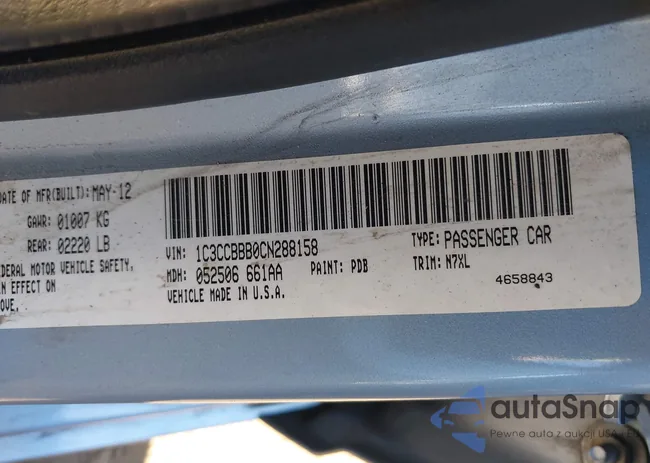 DATE OF MFR(BUILT): MAY-12
GAWR: 01007 KG
REAR: 02220 LB
EDERAL MOTOR VEHICLE SAFETY,
IN EFFECT ON
OVE.
VIN: 1C3CCBBB0CN288158
TYPE: PASSENGER CAR
MDH: 052506 661AA
PAINT: PDB
TRIM: N7XL
VEHICLE MADE IN U.S.A.
4658843
autaSnap
Pewne auta z aukcji USA